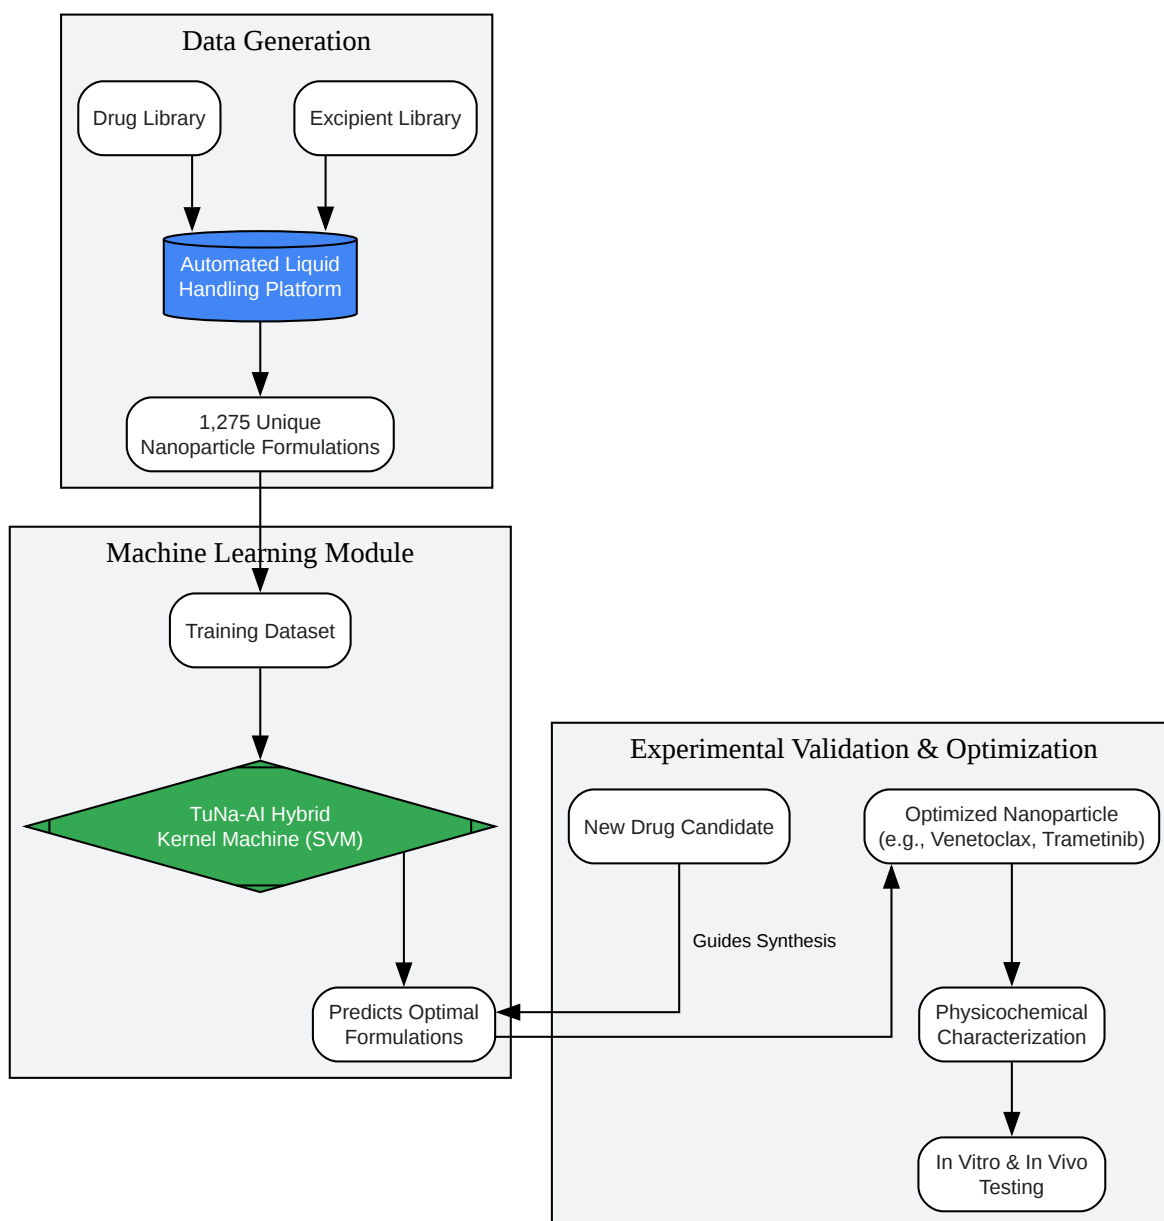 Data Generation
Drug Library
Excipient Library
Automated Liquid
Handling Platform
1,275 Unique
Nanoparticle Formulations
Machine Learning Module
Training Dataset
TuNa-AI Hybrid
Kernel Machine (SVM)
Predicts Optimal
Formulations
Experimental Validation & Optimization
New Drug Candidate
Optimized Nanoparticle
(e.g., Venetoclax, Trametinib)
Guides Synthesis
Physicochemical
Characterization
In Vitro & In Vivo
Testing